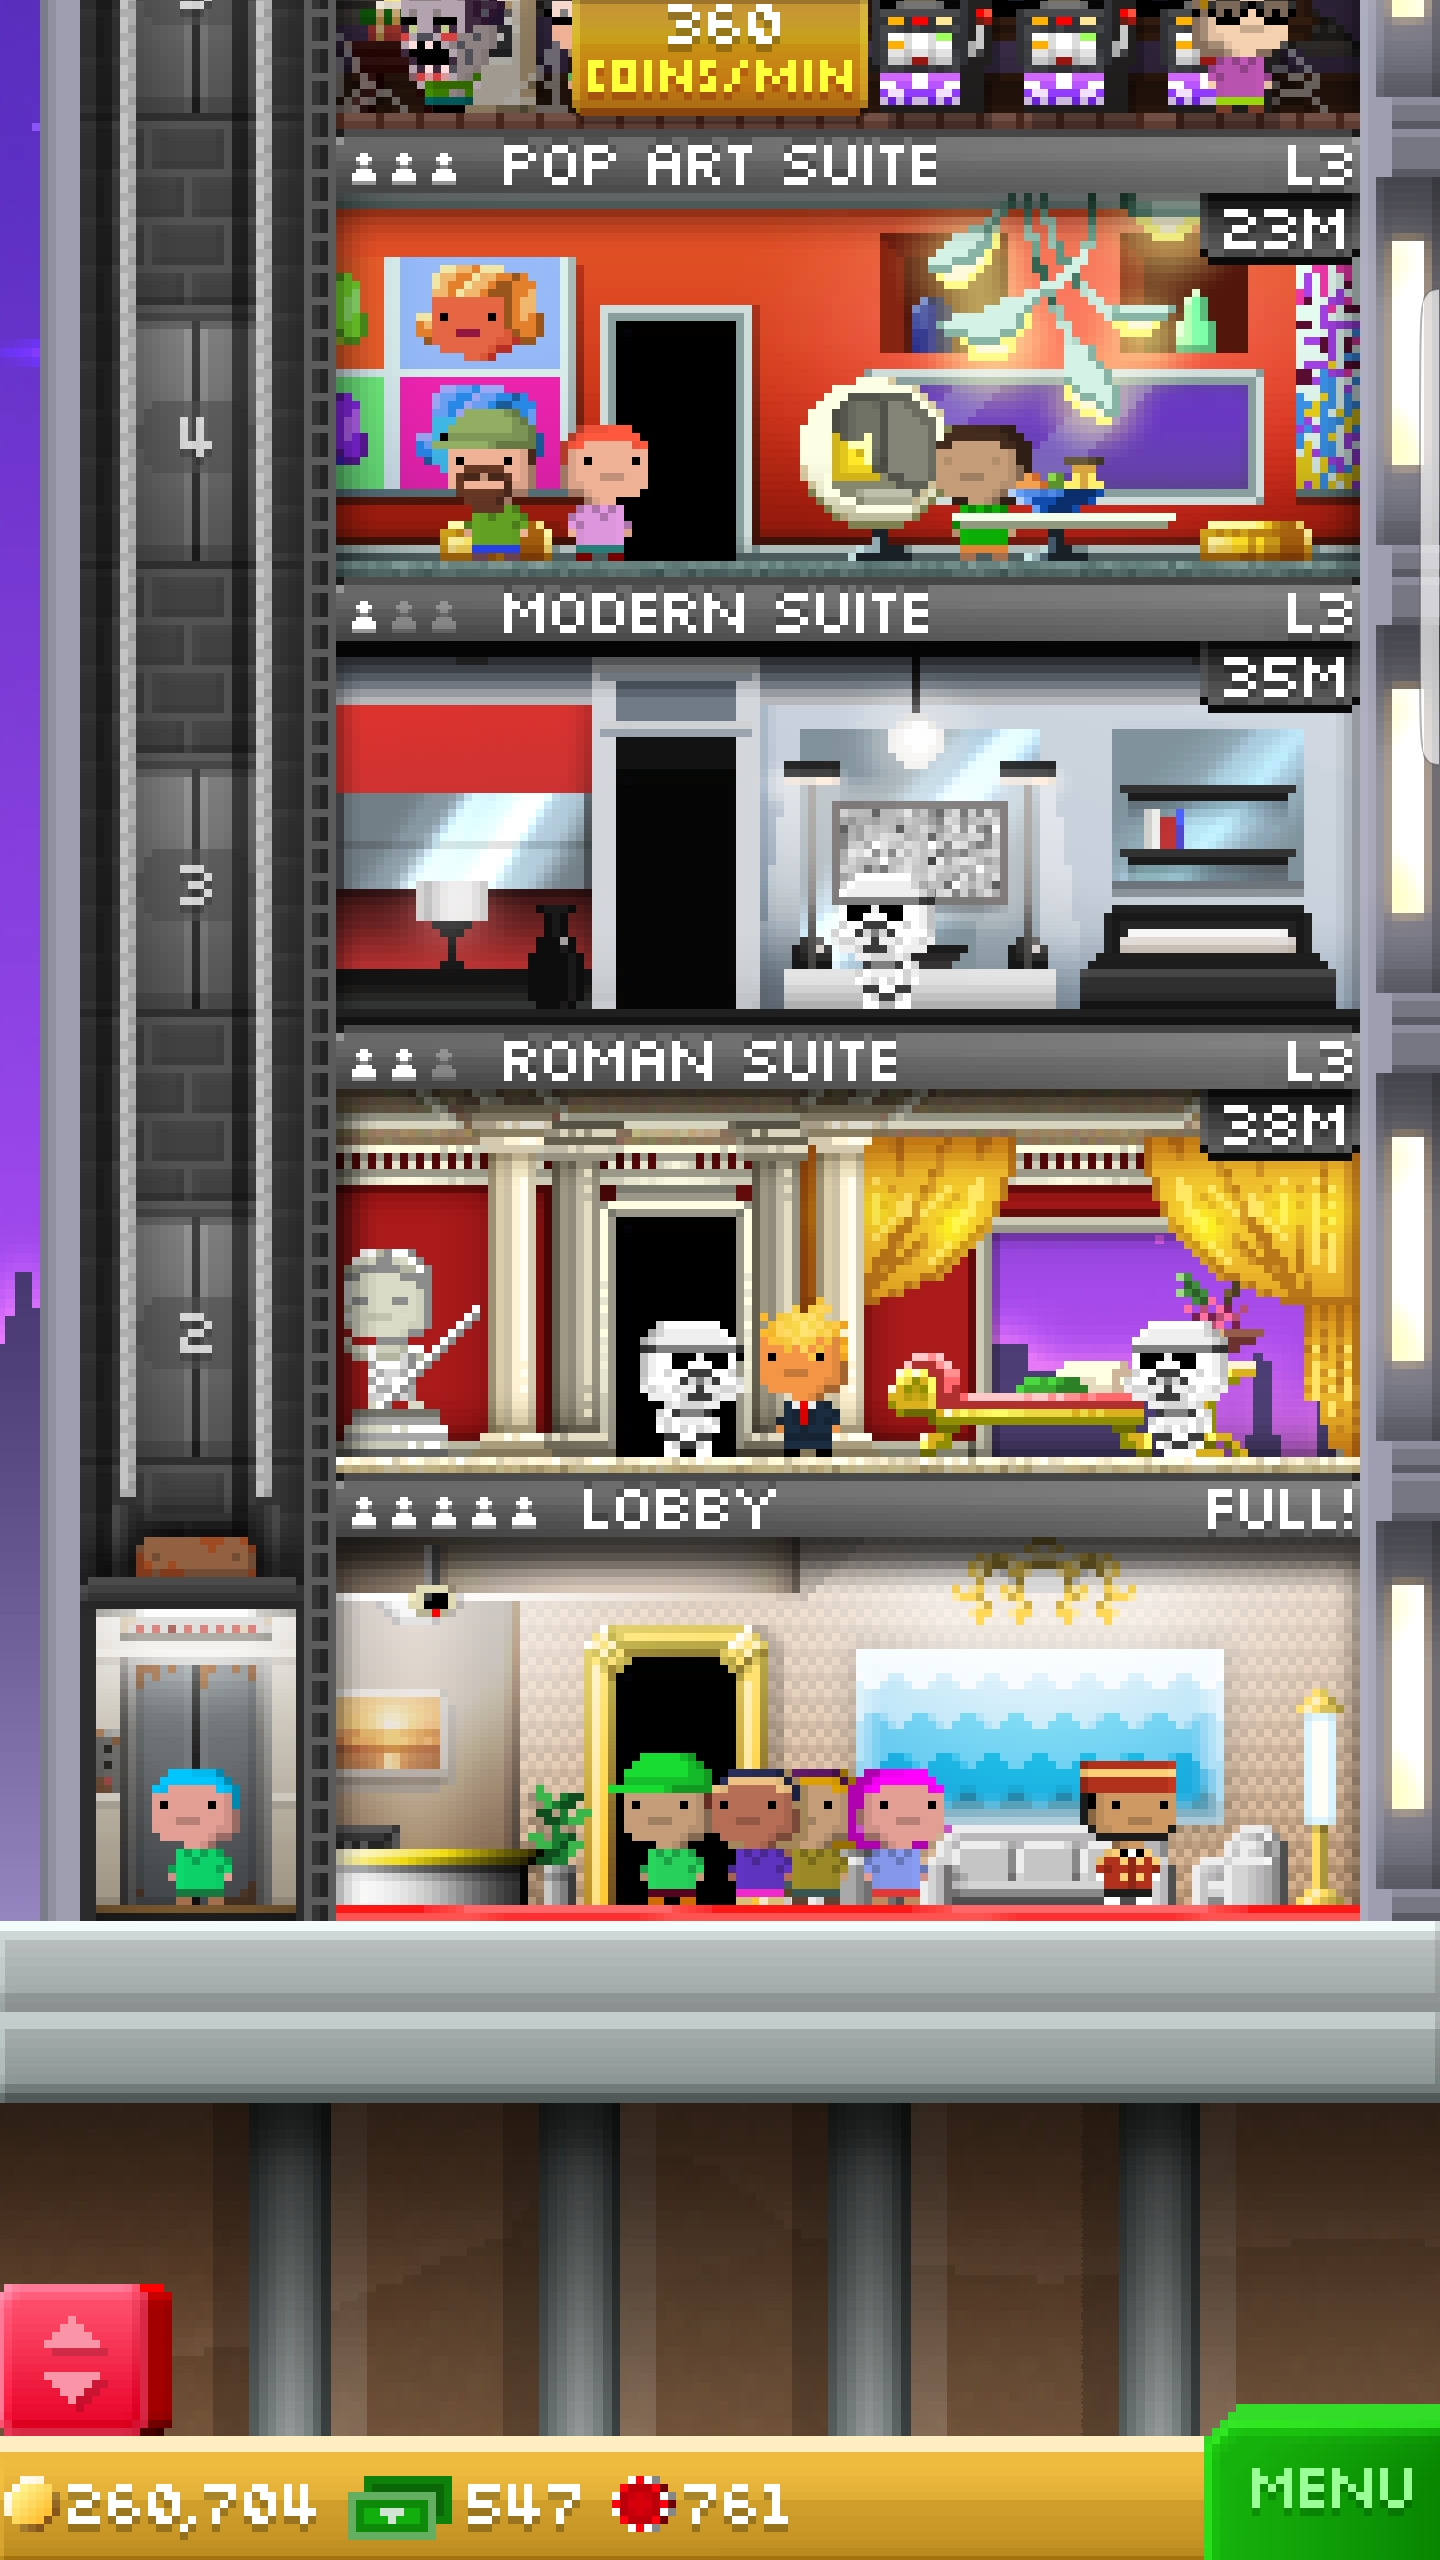 360
COINS/MIN
POP ART SUITE L3
23M
4
MODERN SUITE L3
35M
3
ROMAN SUITE L3
38M
2
LOBBY FULL!
260,704 547 761
MENU